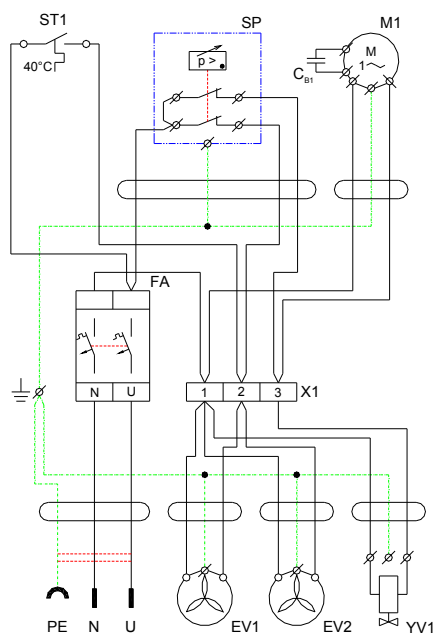 ST1
SP
M1
p >
M
1
C B1
40°C
FA
N U
1 2 3
X1
PE N U EV1 EV2 YV1